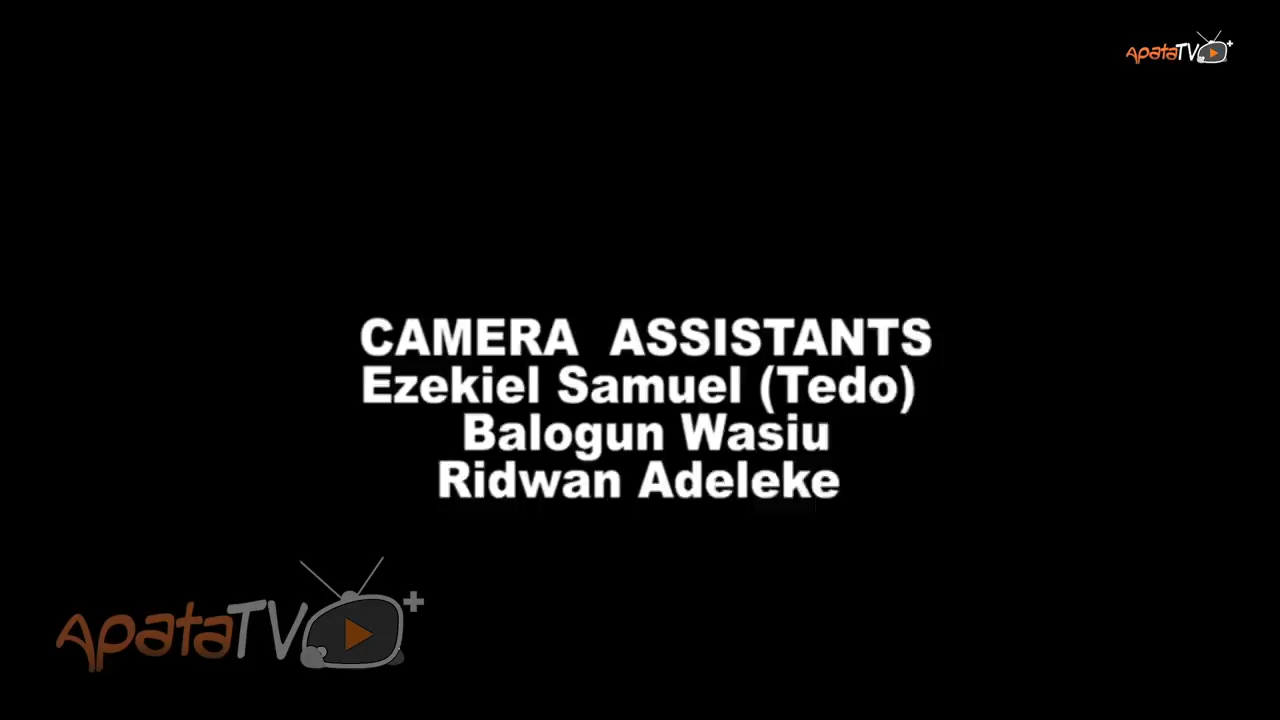 ApataTV+
CAMERA ASSISTANTS
Ezekiel Samuel (Tedo)
Balogun Wasiu
Ridwan Adeleke
ApataTV+